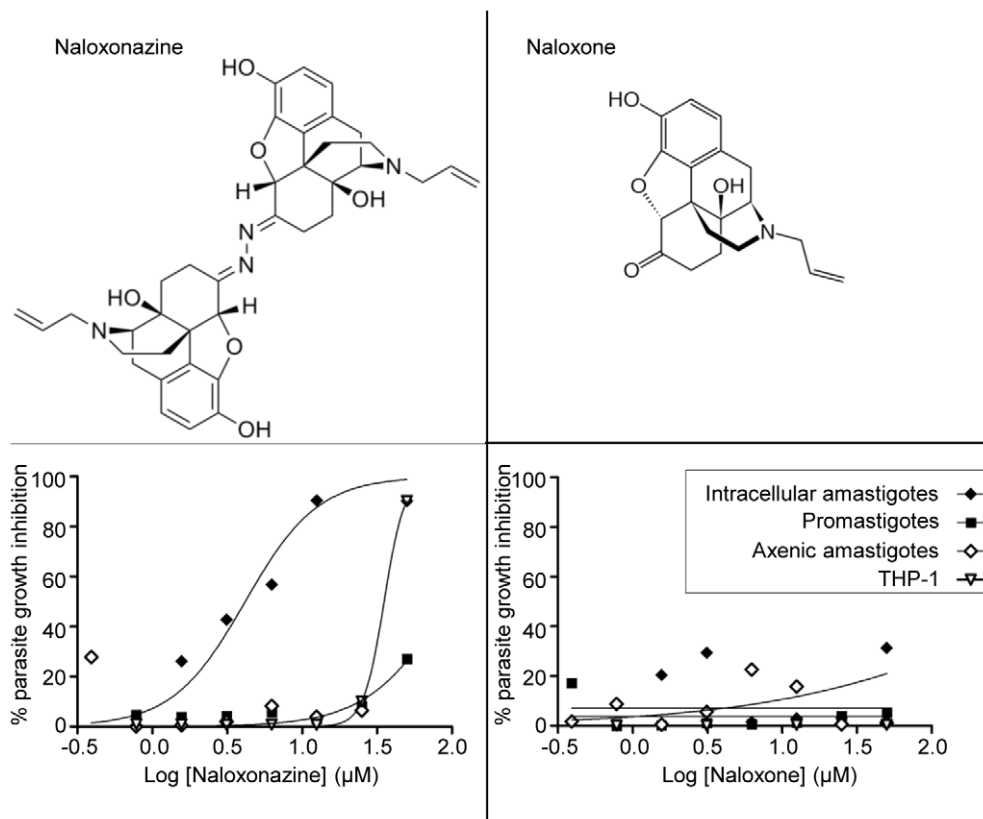 Naloxonazine
HO
O
N
H
OH
N
N
HO
H
N
O
OH
Naloxone
HO
O
OH
N
O
% parasite growth inhibition
100
80
60
40
20
0
-0.5 0.0 0.5 1.0 1.5 2.0
Log [Naloxonazine] (µM)
% parasite growth inhibition
100
80
60
40
20
0
-0.5 0.0 0.5 1.0 1.5 2.0
Log [Naloxone] (µM)
Intracellular amastigotes
Promastigotes
Axenic amastigotes
THP-1